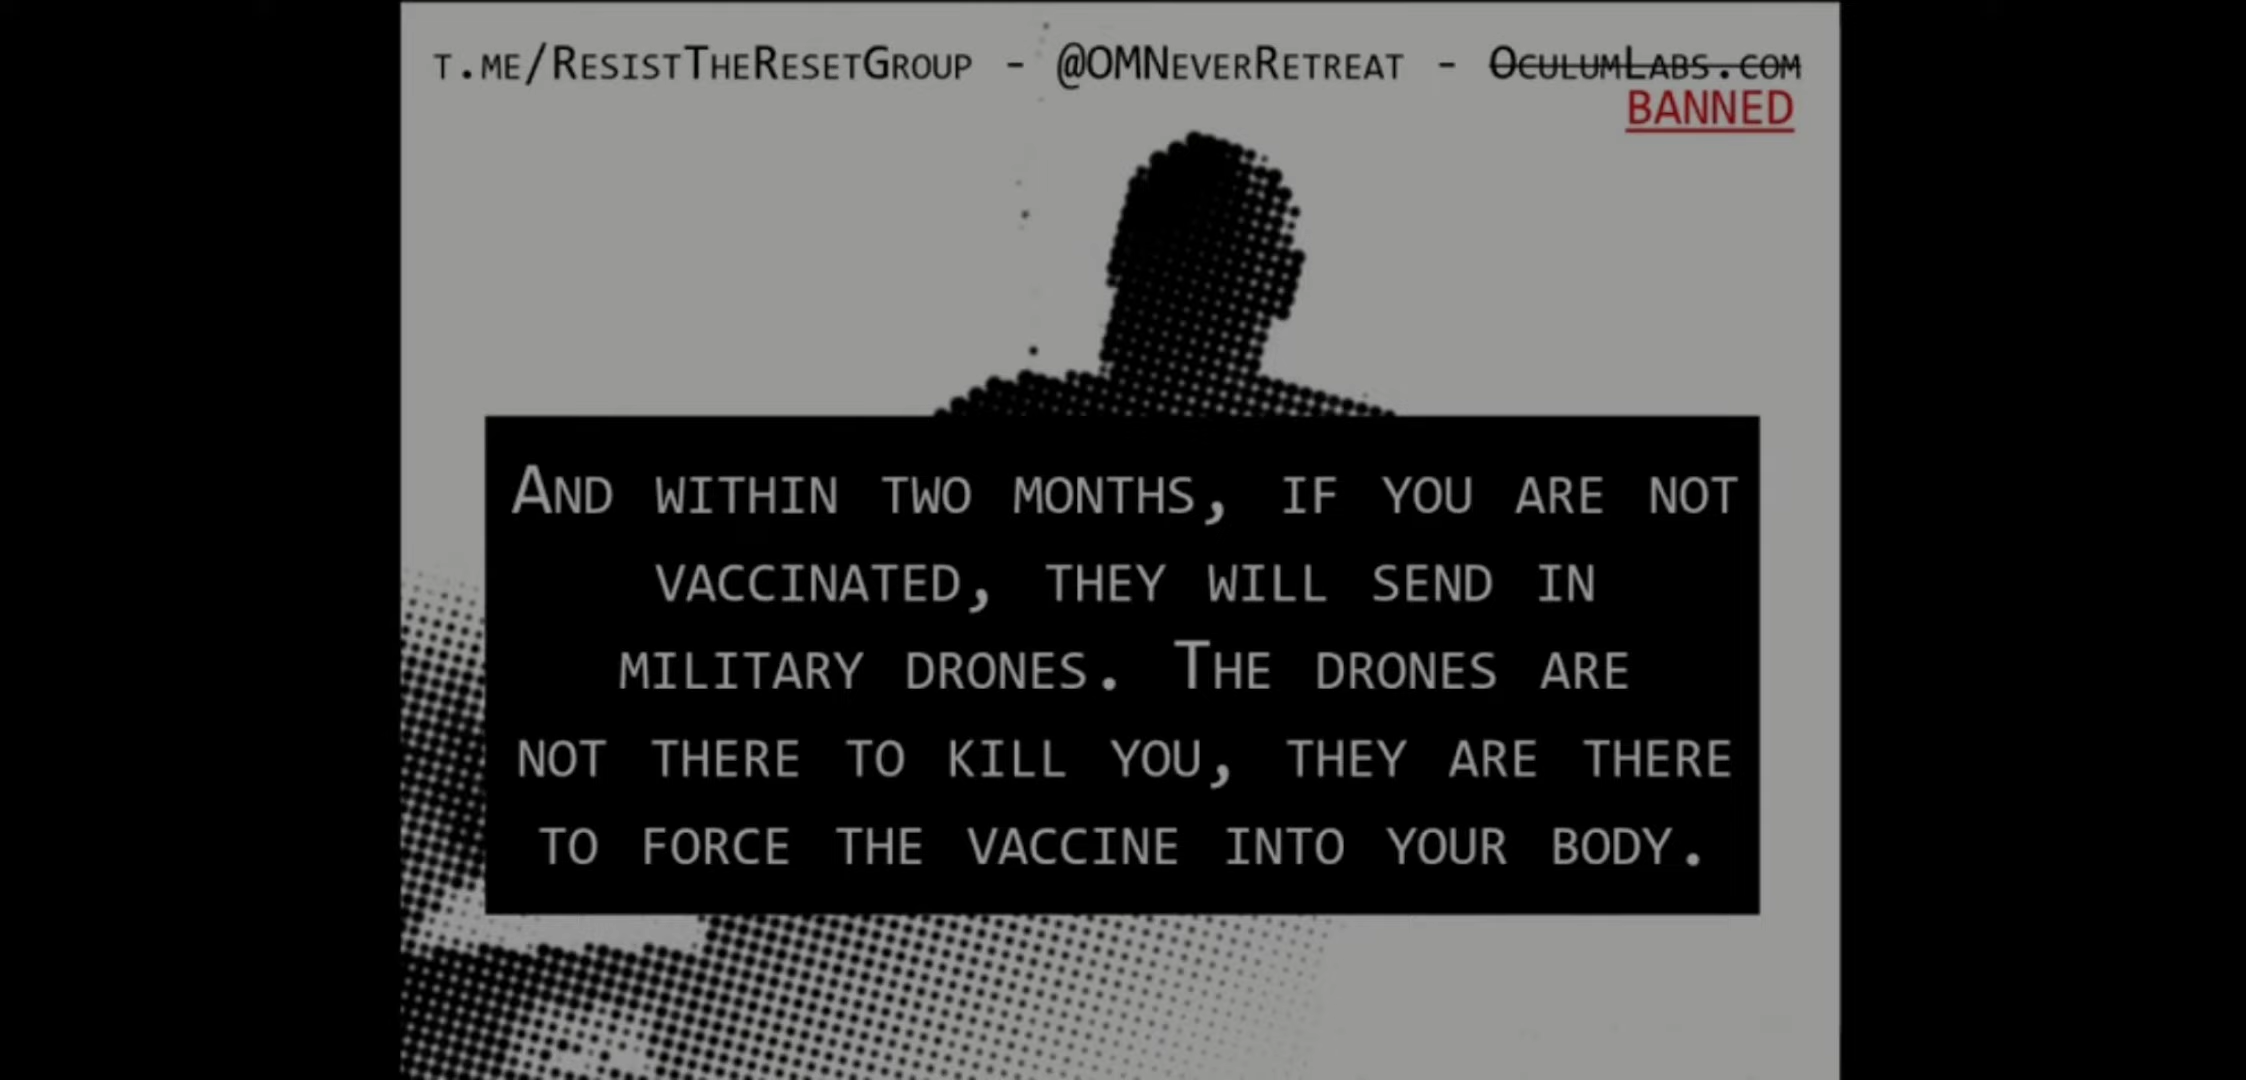 t.me/ResistTheResetGroup - @OMNeverRetreat - OculumLabs.com
BANNED
And within two months, if you are not
vaccinated, they will send in
military drones. The drones are
not there to kill you, they are there
to force the vaccine into your body.